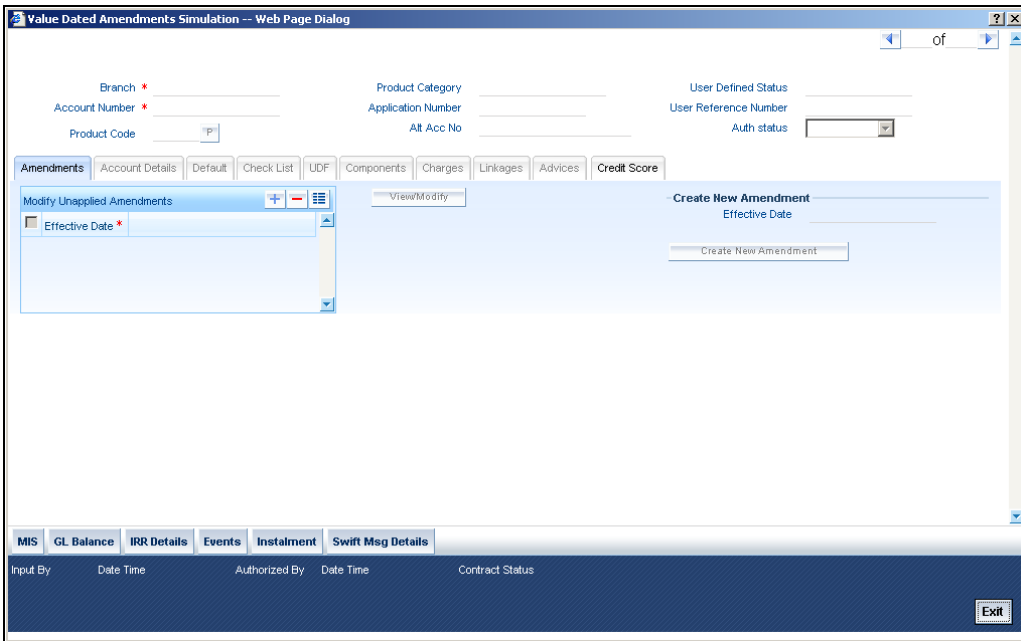 Value Dated Amendments Simulation -- Web Page Dialog
of
Branch * Product Category User Defined Status
Account Number * Application Number User Reference Number
Product Code P Alt Acc No Auth status
Amendments Account Details Default Check List UDF Components Charges Linkages Advices Credit Score
Modify Unapplied Amendments View/Modify Create New Amendment
Effective Date * Effective Date
Create New Amendment
MIS GL Balance IRR Details Events Instalment Swift Msg Details
Input By Date Time Authorized By Date Time Contract Status
Exit